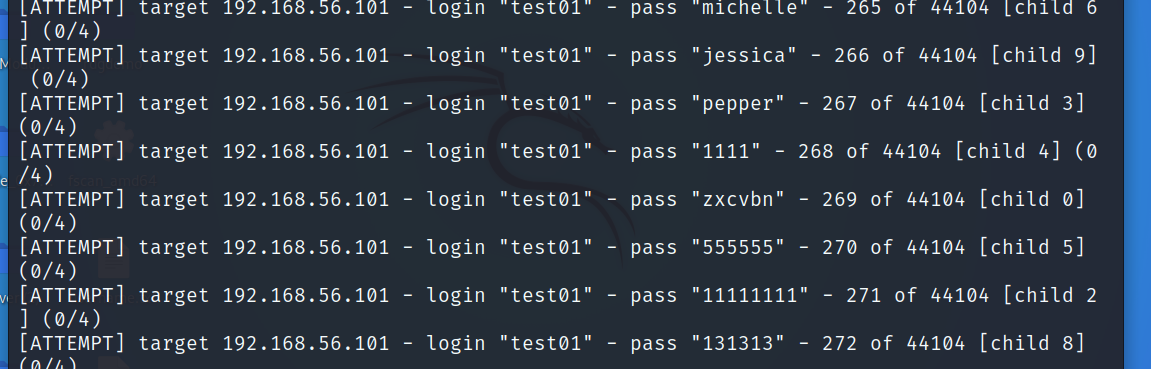 [ATTEMPT] target 192.168.56.101 - login "test01" - pass "michelle" - 265 of 44104 [child 6
] (0/4)
[ATTEMPT] target 192.168.56.101 - login "test01" - pass "jessica" - 266 of 44104 [child 9]
 (0/4)
[ATTEMPT] target 192.168.56.101 - login "test01" - pass "pepper" - 267 of 44104 [child 3]
(0/4)
[ATTEMPT] target 192.168.56.101 - login "test01" - pass "1111" - 268 of 44104 [child 4] (0
/4)
[ATTEMPT] target 192.168.56.101 - login "test01" - pass "zxcvbn" - 269 of 44104 [child 0]
(0/4)
[ATTEMPT] target 192.168.56.101 - login "test01" - pass "555555" - 270 of 44104 [child 5]
(0/4)
[ATTEMPT] target 192.168.56.101 - login "test01" - pass "11111111" - 271 of 44104 [child 2
] (0/4)
[ATTEMPT] target 192.168.56.101 - login "test01" - pass "131313" - 272 of 44104 [child 8]
(0/4)